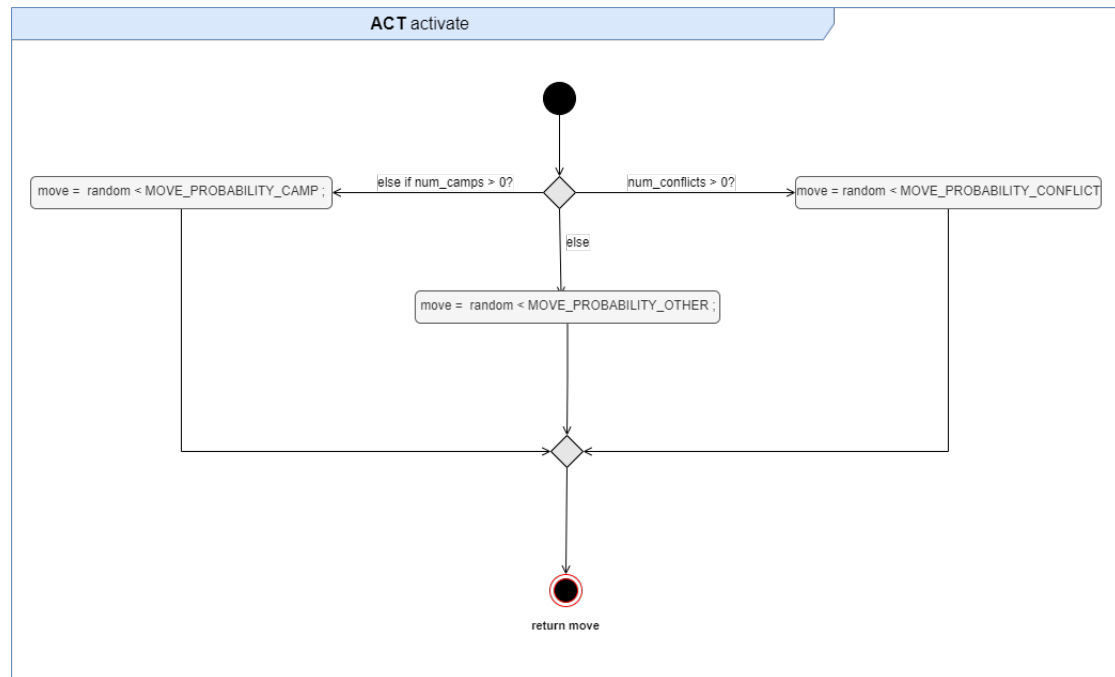 ACT activate
else if num_camps > 0?
num_conflicts > 0?
move =  random < MOVE_PROBABILITY_CAMP ;
move = random < MOVE_PROBABILITY_CONFLICT
else
move =  random < MOVE_PROBABILITY_OTHER ;
return move